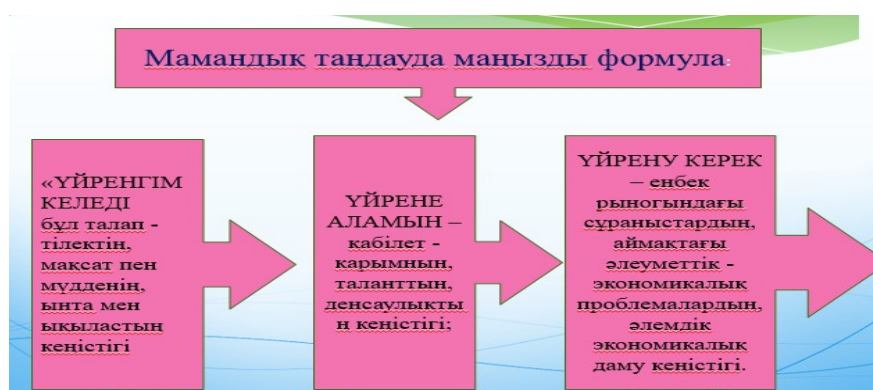 Мамандық таңдауда маңызды формула:
«ҮЙРЕНГІМ
КЕЛЕДІ
бұл талап -
тілектің,
мақсат пен
мүдденің,
ынта мен
ықыластың
кеңістігі
ҮЙРЕНЕ
АЛАМЫН –
қабілет -
қарымның,
таланттың,
денсаулықты
ң кеңістігі;
ҮЙРЕНУ КЕРЕК
– еңбек
рыногындағы
сұраныстардың,
аймақтағы
әлеуметтік -
экономикалық
проблемалардың,
әлемдік
экономикалық
даму кеңістігі.